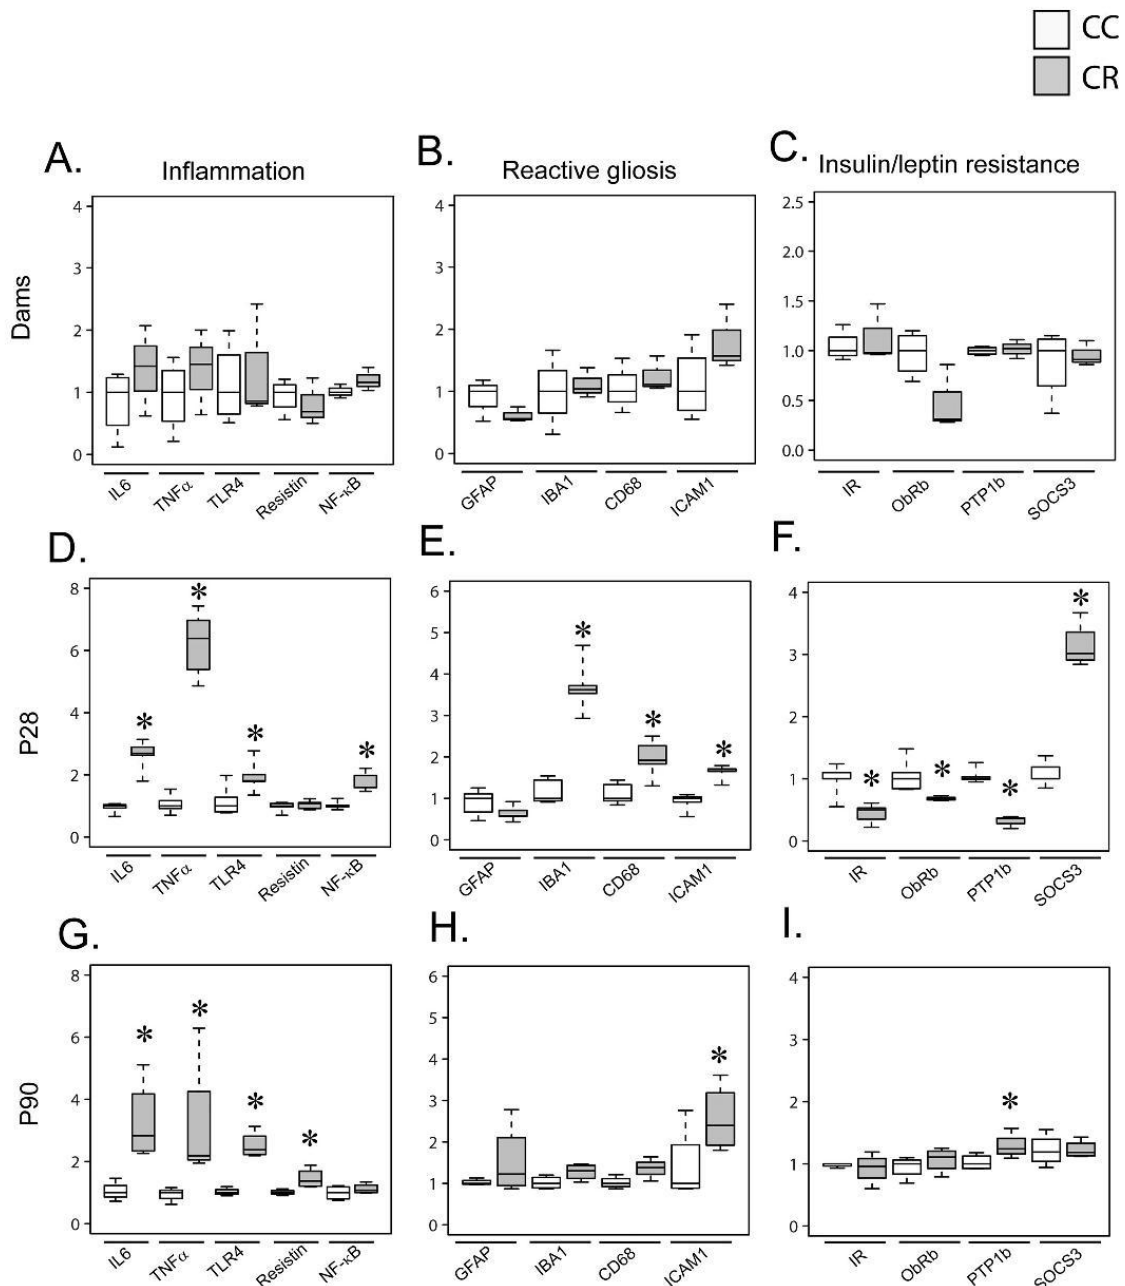 CC
CR
A.
Inflammation
B.
Reactive gliosis
C.
Insulin/leptin resistance
Dams
4
3
2
1
0
IL6
TNFα
TLR4
Resistin
NF-κB
4
3
2
1
0
GFAP
IBA1
CD68
ICAM1
2.5
2.0
1.5
1.0
0.5
0.0
IR
ObRb
PTP1b
SOCS3
D.
E.
F.
P28
8
6
4
2
0
*
*
*
*
IL6
TNFα
TLR4
Resistin
NF-κB
6
5
4
3
2
1
0
*
*
*
GFAP
IBA1
CD68
ICAM1
4
3
2
1
0
*
*
*
*
IR
ObRb
PTP1b
SOCS3
G.
H.
I.
P90
8
6
4
2
0
*
*
*
*
IL6
TNFα
TLR4
Resistin
NF-κB
6
5
4
3
2
1
0
*
GFAP
IBA1
CD68
ICAM1
4
3
2
1
0
*
IR
ObRb
PTP1b
SOCS3